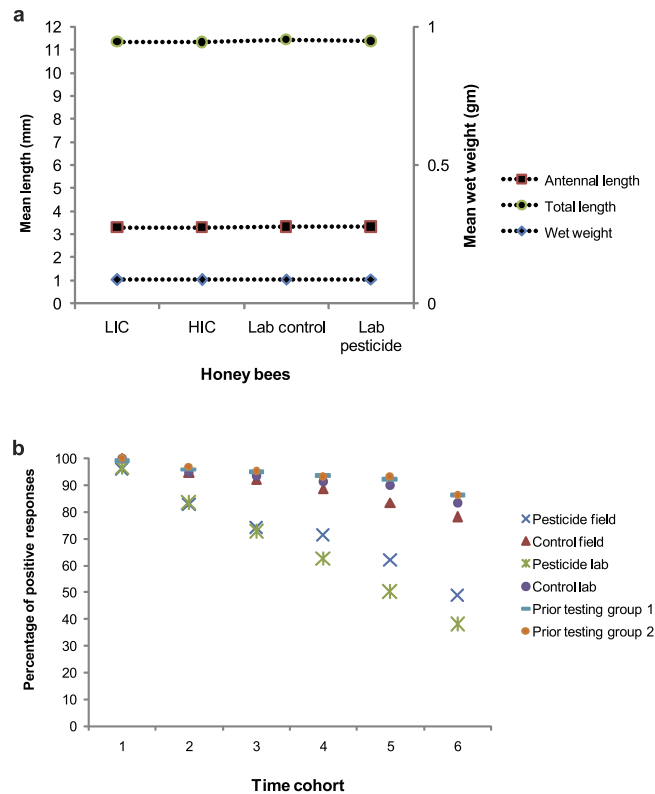 a
Mean length (mm)
12
11
10
9
8
7
6
5
4
3
2
1
0
1
0.5
0
Mean wet weight (gm)
Antennal length
Total length
Wet weight
LIC
HIC
Lab control
Lab
pesticide
Honey bees
b
Percentage of positive responses
100
90
80
70
60
50
40
30
20
10
0
1
2
3
4
5
6
Time cohort
Pesticide field
Control field
Pesticide lab
Control lab
Prior testing group 1
Prior testing group 2